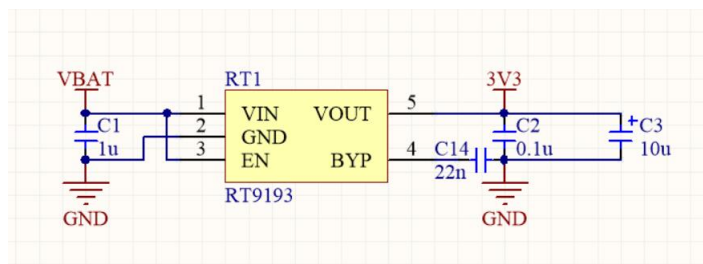 VBAT
RT1
3V3
1
VIN
VOUT
5
C1
2
GND
C2
+C3
1u
3
EN
BYP
4
C14
0.1u
10u
22n
GND
RT9193
GND